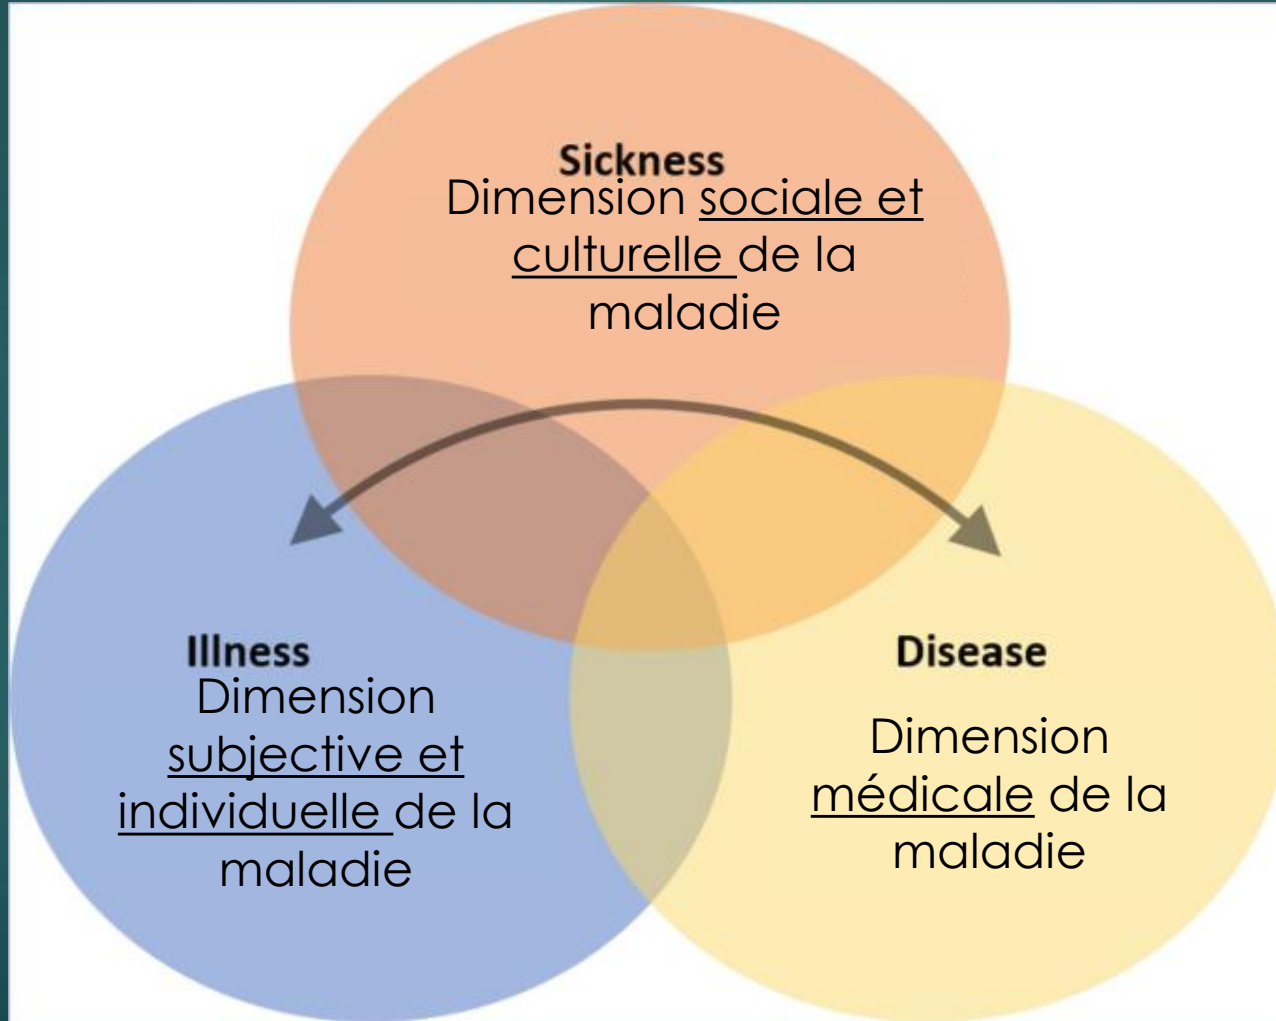 Sickness
Dimension sociale et
culturelle de la
maladie
Illness
Dimension
subjective et
individuelle de la
maladie
Disease
Dimension
médicale de la
maladie